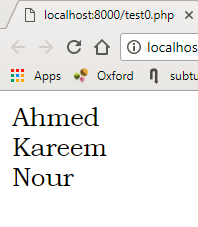 localhost:8000/test0.php
localhos
Apps Oxford subtu
Ahmed
Kareem
Nour